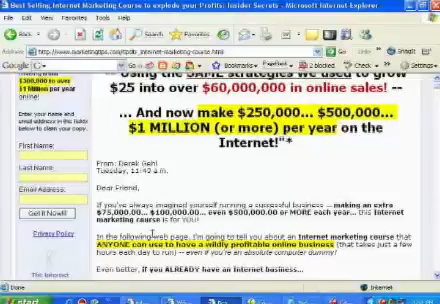 Best Selling Internet Marketing Course to explode your Profits: Insider Secrets - Microsoft Internet Explorer
File Edit View Favorites Tools Help
Back Search Favorites
Address Go Links SnagIt
Google Go Bookmarks PageRank 2 blocked Check Settings
$300,000 to over
$1 Million per year
online!
Enter your name and
email address in the fields
below to claim your copy.
First Name:
Last Name:
Email Address:
Get It Now!!
Privacy Policy
The Internet
-- Using the SAME strategies we used to grow
$25 into over $60,000,000 in online sales! --
... And now make $250,000... $500,000...
$1 MILLION (or more) per year on the
Internet!"*
From: Derek Gehl
Tuesday, 11:43 a.m.
Dear Friend,
If you've always imagined yourself running a successful business -- making an extra
$75,000.00... $100,000.00... even $500,000.00 or MORE each year... this Internet
marketing course is for YOU!
In the following web page, I'm going to tell you about an Internet marketing course that
ANYONE can use to have a wildly profitable online business (that takes just a few
hours each day to run) -- even if you're an absolute computer dummy!
Even better, if you ALREADY have an Internet business...
Done Internet
start